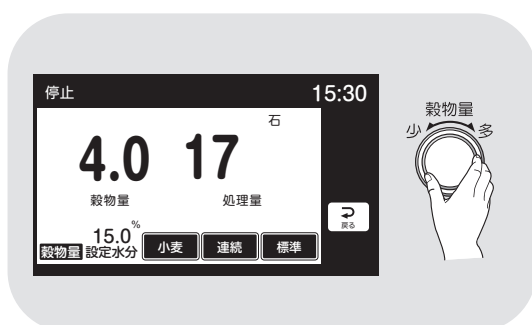 停止 15:30
石
4.0 17
穀物量 処理量
戻る
15.0%
穀物量 設定水分 小麦 連続 標準
穀物量
少 多